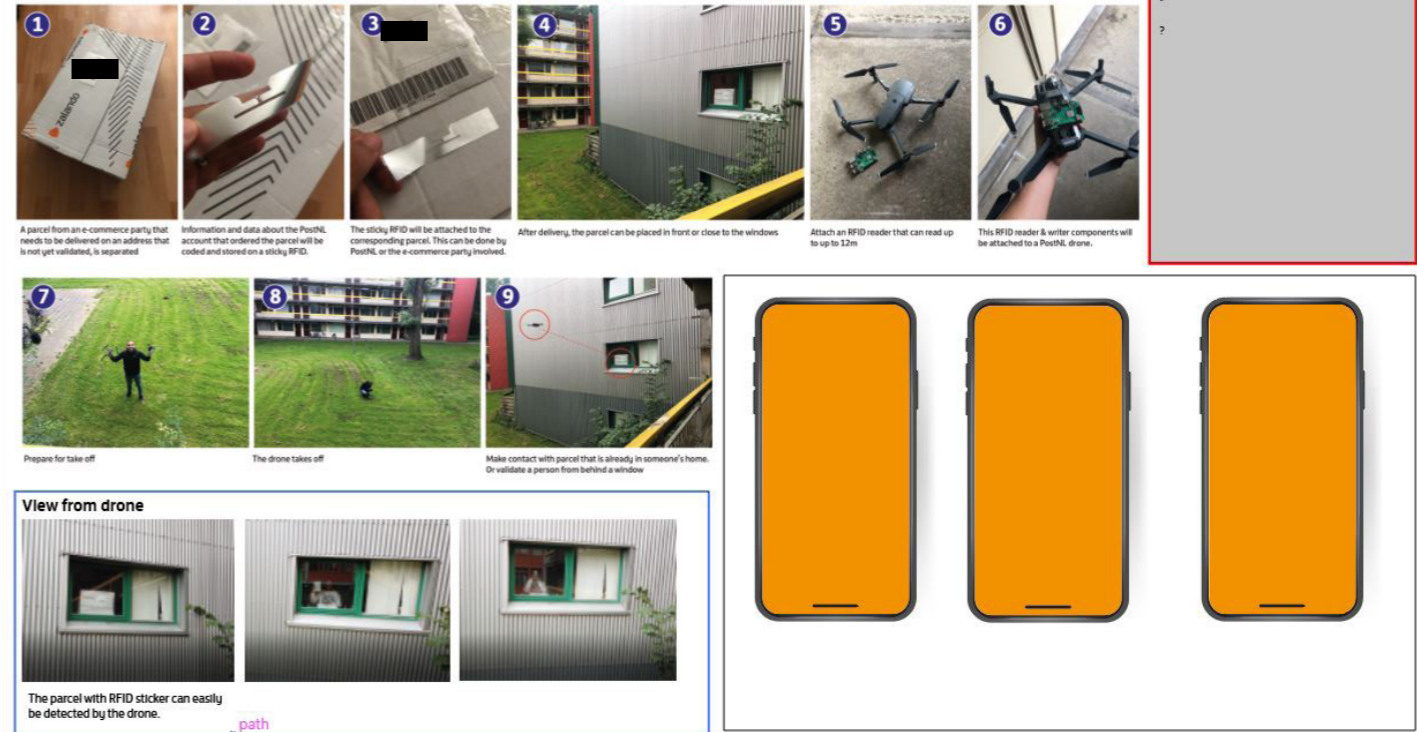 1
2
3
4
5
6
zalando
?
A parcel from an e-commerce party that
needs to be delivered on an address that
is not yet validated, is separated
Information and data about the PostNL
account that ordered the parcel will be
coded and stored on a sticky RFID.
The sticky RFID will be attached to the
corresponding parcel. This can be done by
PostNL or the e-commerce party involved.
After delivery, the parcel can be placed in front or close to the windows
Attach an RFID reader that can read up
to up to 12m
This RFID reader & writer components will
be attached to a PostNL drone.
7
8
9
Prepare for take off
The drone takes off
Make contact with parcel that is already in someone's home.
Or validate a person from behind a window
View from drone
The parcel with RFID sticker can easily
be detected by the drone.
path